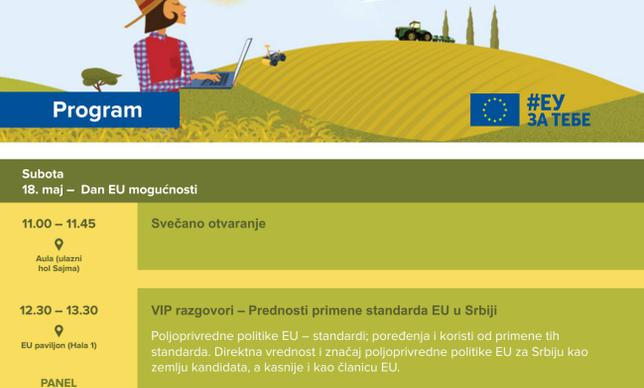 Program
#ЕУ
ЗА ТЕБЕ
Subota
18. maj – Dan EU mogućnosti
11.00 – 11.45
Svečano otvaranje
Aula (ulazni
hol Sajma)
12.30 – 13.30
VIP razgovori – Prednosti primene standarda EU u Srbiji
EU paviljon (Hala 1)
Poljoprivredne politike EU – standardi; poređenja i koristi od primene tih
standarda. Direktna vrednost i značaj poljoprivredne politike EU za Srbiju kao
zemlju kandidata, a kasnije i kao članicu EU.
PANEL